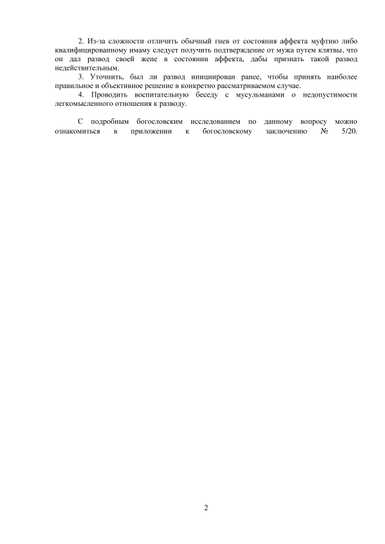 2. Из-за сложности отличить обычный гнев от состояния аффекта муфтию либо
квалифицированному имаму следует получить подтверждение от мужа путем клятвы, что
он дал развод своей жене в состоянии аффекта, дабы признать такой развод
недействительным.
3. Уточнить, был ли развод инициирован ранее, чтобы принять наиболее
правильное и объективное решение в конкретно рассматриваемом случае.
4. Проводить воспитательную беседу с мусульманами о недопустимости
легкомысленного отношения к разводу.
С подробным богословским исследованием по данному вопросу можно
ознакомиться в приложении к богословскому заключению № 5/20.
2